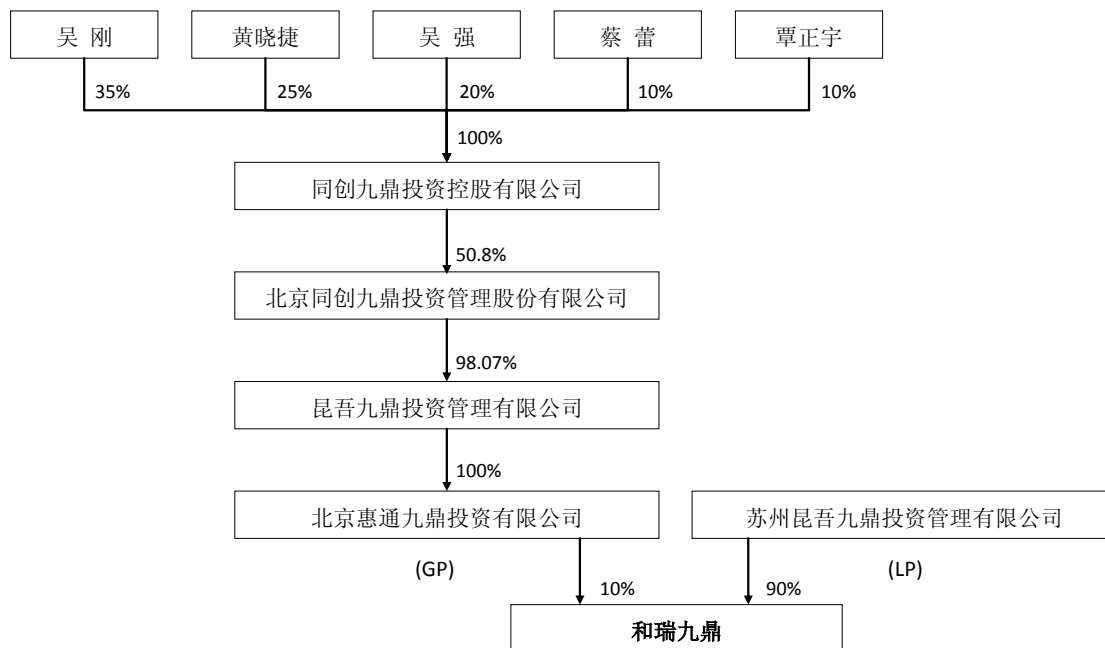 吴 刚
黄晓捷
吴 强
蔡 蕾
覃正宇
35%
25%
20%
10%
10%
100%
同创九鼎投资控股有限公司
50.8%
北京同创九鼎投资管理股份有限公司
98.07%
昆吾九鼎投资管理有限公司
100%
北京惠通九鼎投资有限公司
苏州昆吾九鼎投资管理有限公司
(GP)
(LP)
10%
90%
和瑞九鼎